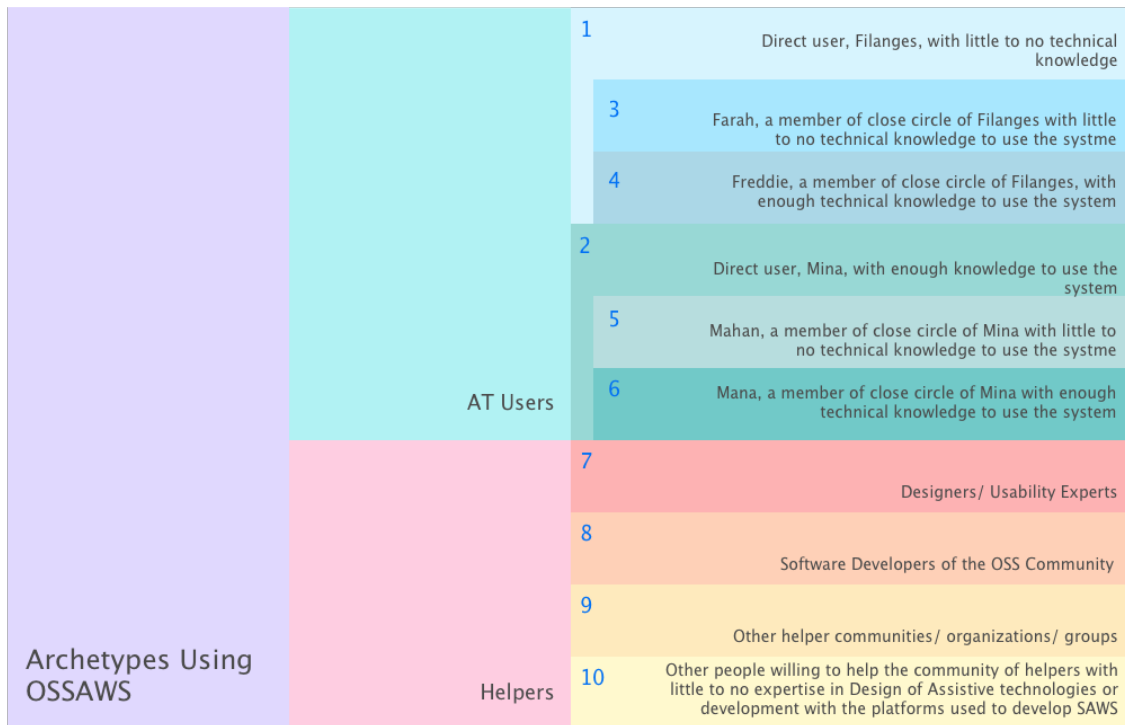 1
Direct user, Filanges, with little to no technical
knowledge
3
Farah, a member of close circle of Filanges with little
to no technical knowledge to use the systme
4
Freddie, a member of close circle of Filanges, with
enough technical knowledge to use the system
2
Direct user, Mina, with enough knowledge to use the
system
5
Mahan, a member of close circle of Mina with little to
no technical knowledge to use the systme
6
Mana, a member of close circle of Mina with enough
technical knowledge to use the system
AT Users
7
Designers/ Usability Experts
8
Software Developers of the OSS Community
9
Other helper communities/ organizations/ groups
10
Other people willing to help the community of helpers with
little to no expertise in Design of Assistive technologies or
development with the platforms used to develop SAWS
Helpers
Archetypes Using
OSSAWS